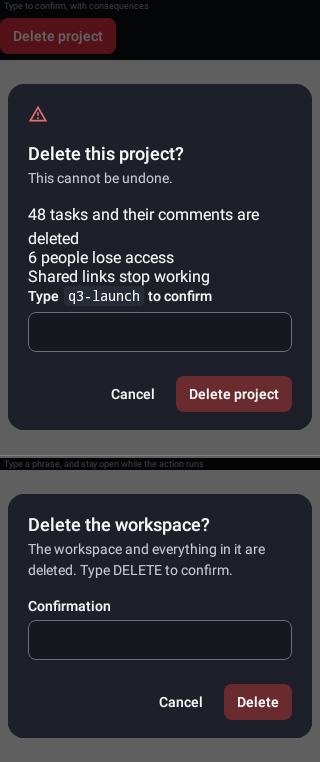 Type to confirm, with consequences
Delete project
Delete this project?
This cannot be undone.
48 tasks and their comments are
deleted
6 people lose access
Shared links stop working
Type q3-launch to confirm
Cancel
Delete project
Type a phrase, and stay open while the action runs
Delete the workspace?
The workspace and everything in it are
deleted. Type DELETE to confirm.
Confirmation
Cancel
Delete